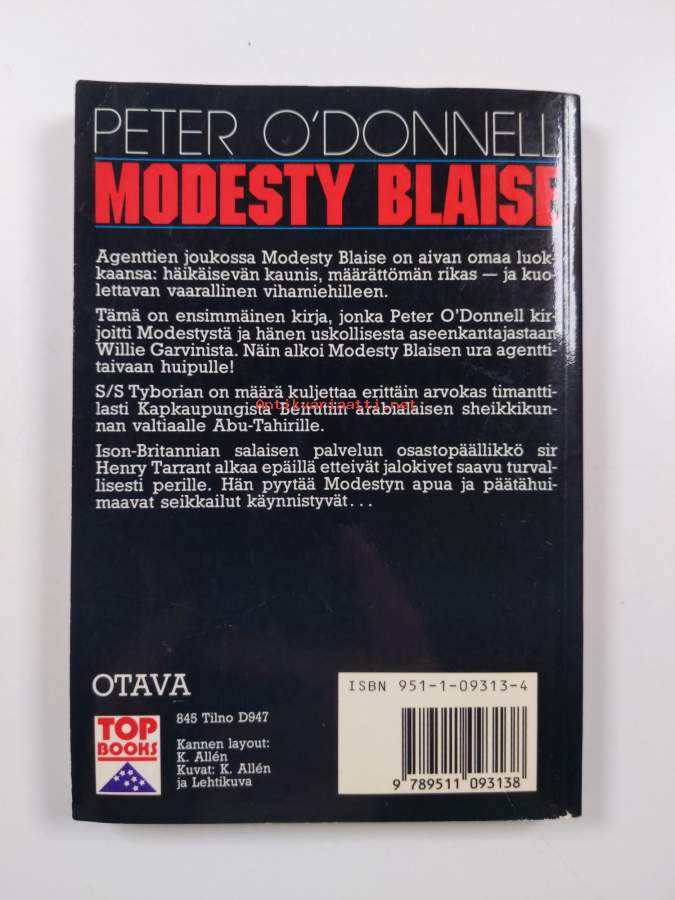 PETER O'DONNELL
MODESTY BLAISE
Agenttien joukossa Modesty Blaise on aivan omaa luok-
kaansa: häikäisevän kaunis, määrättömän rikas — ja kuo-
lettavan vaarallinen vihamiehilleen.
Tämä on ensimmäinen kirja, jonka Peter O'Donnell kir-
joitti Modestystä ja hänen uskollisesta aseenkantajastaan
Willie Garvinista. Näin alkoi Modesty Blaisen ura agentti-
taivaan huipulle!
S/S Tyborian on määrä kuljettaa erittäin arvokas timantti-
lasti Kapkaupungista Beirutiin arabialaisen sheikkikun-
nan valtiaalle Abu-Tahirille.
Antikvariaatti.net
Ison-Britannian salaisen palvelun osastopäällikkö sir
Henry Tarrant alkaa epäillä etteivät jalokivet saavu turval-
lisesti perille. Hän pyytää Modestyn apua ja päätähui-
maavat seikkailut käynnistyvät...
OTAVA
TOP
BOOKS
845 Tilno D947
Kannen layout:
K. Allén
Kuvat: K. Allén
ja Lehtikuva
ISBN 951-1-09313-4
9 789511 093138